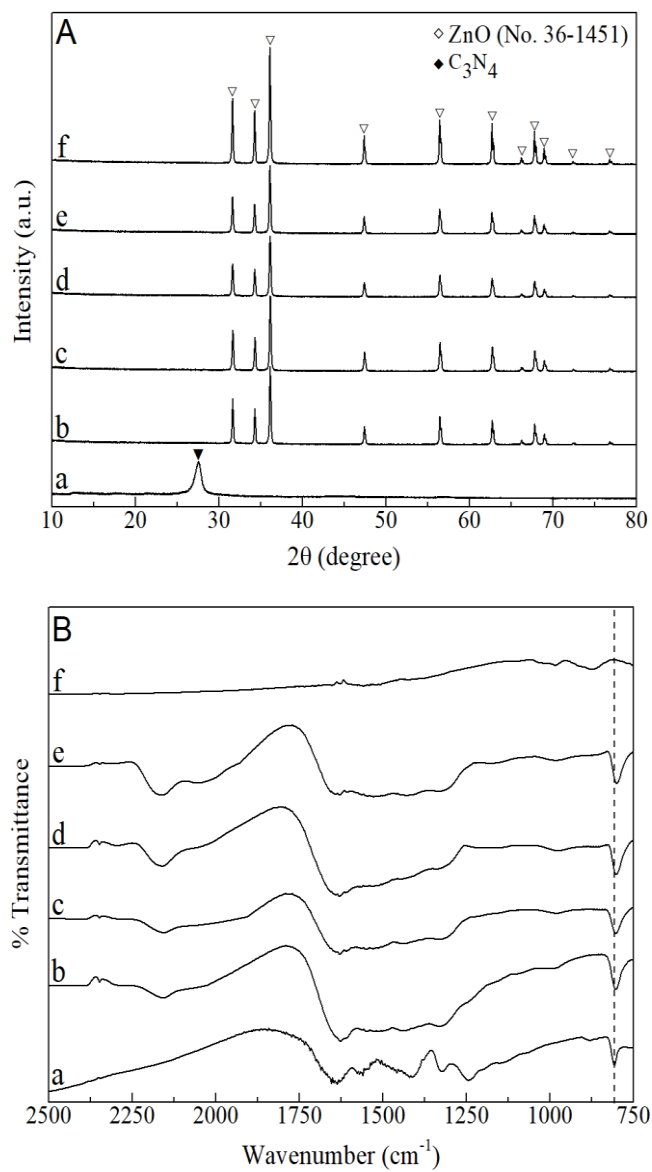 A
◇ ZnO (No. 36-1451)
◆ C3N4
f
e
d
c
b
a
Intensity (a.u.)
10 20 30 40 50 60 70 80
2θ (degree)
B
f
e
d
c
b
a
% Transmittance
2500 2250 2000 1750 1500 1250 1000 750
Wavenumber (cm-1)